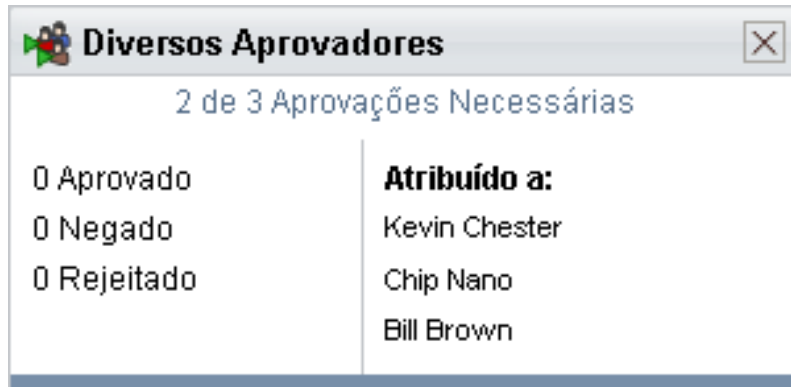 Diversos Aprovadores
2 de 3 Aprovações Necessárias
0 Aprovado
0 Negado
0 Rejeitado
Atribuído a:
Kevin Chester
Chip Nano
Bill Brown